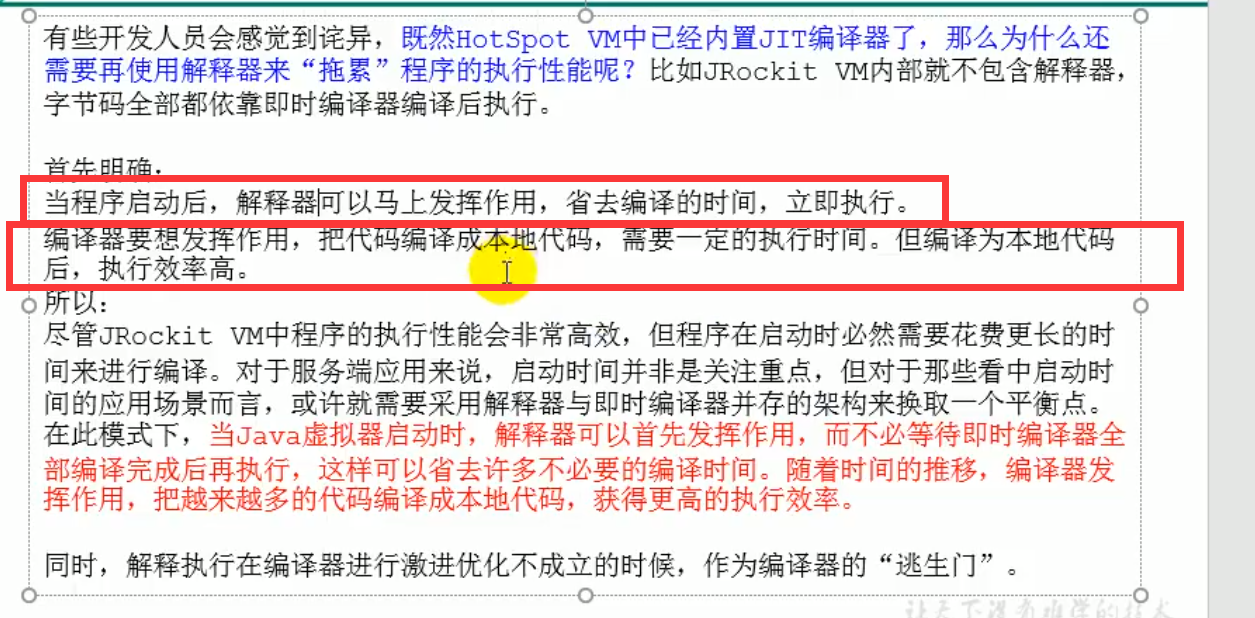 有些开发人员会感觉到诧异，既然HotSpot VM中已经内置JIT编译器了，那么为什么还
需要再使用解释器来“拖累”程序的执行性能呢？比如JRockit VM内部就不包含解释器，
字节码全部都依靠即时编译器编译后执行。
首先明确：
当程序启动后，解释器可以马上发挥作用，省去编译的时间，立即执行。
编译器要想发挥作用，把代码编译成本地代码，需要一定的执行时间。但编译为本地代码
后，执行效率高。
所以：
尽管JRockit VM中程序的执行性能会非常高效，但程序在启动时必然需要花费更长的时
间来进行编译。对于服务端应用来说，启动时间并非是关注重点，但对于那些看中启动时
间的应用场景而言，或许就需要采用解释器与即时编译器并存的架构来换取一个平衡点。
在此模式下，当Java虚拟器启动时，解释器可以首先发挥作用，而不必等待即时编译器全
部编译完成后再执行，这样可以省去许多不必要的编译时间。随着时间的推移，编译器发
挥作用，把越来越多的代码编译成本地代码，获得更高的执行效率。
同时，解释执行在编译器进行激进优化不成立的时候，作为编译器的“逃生门”。
让天下没有难学的技术